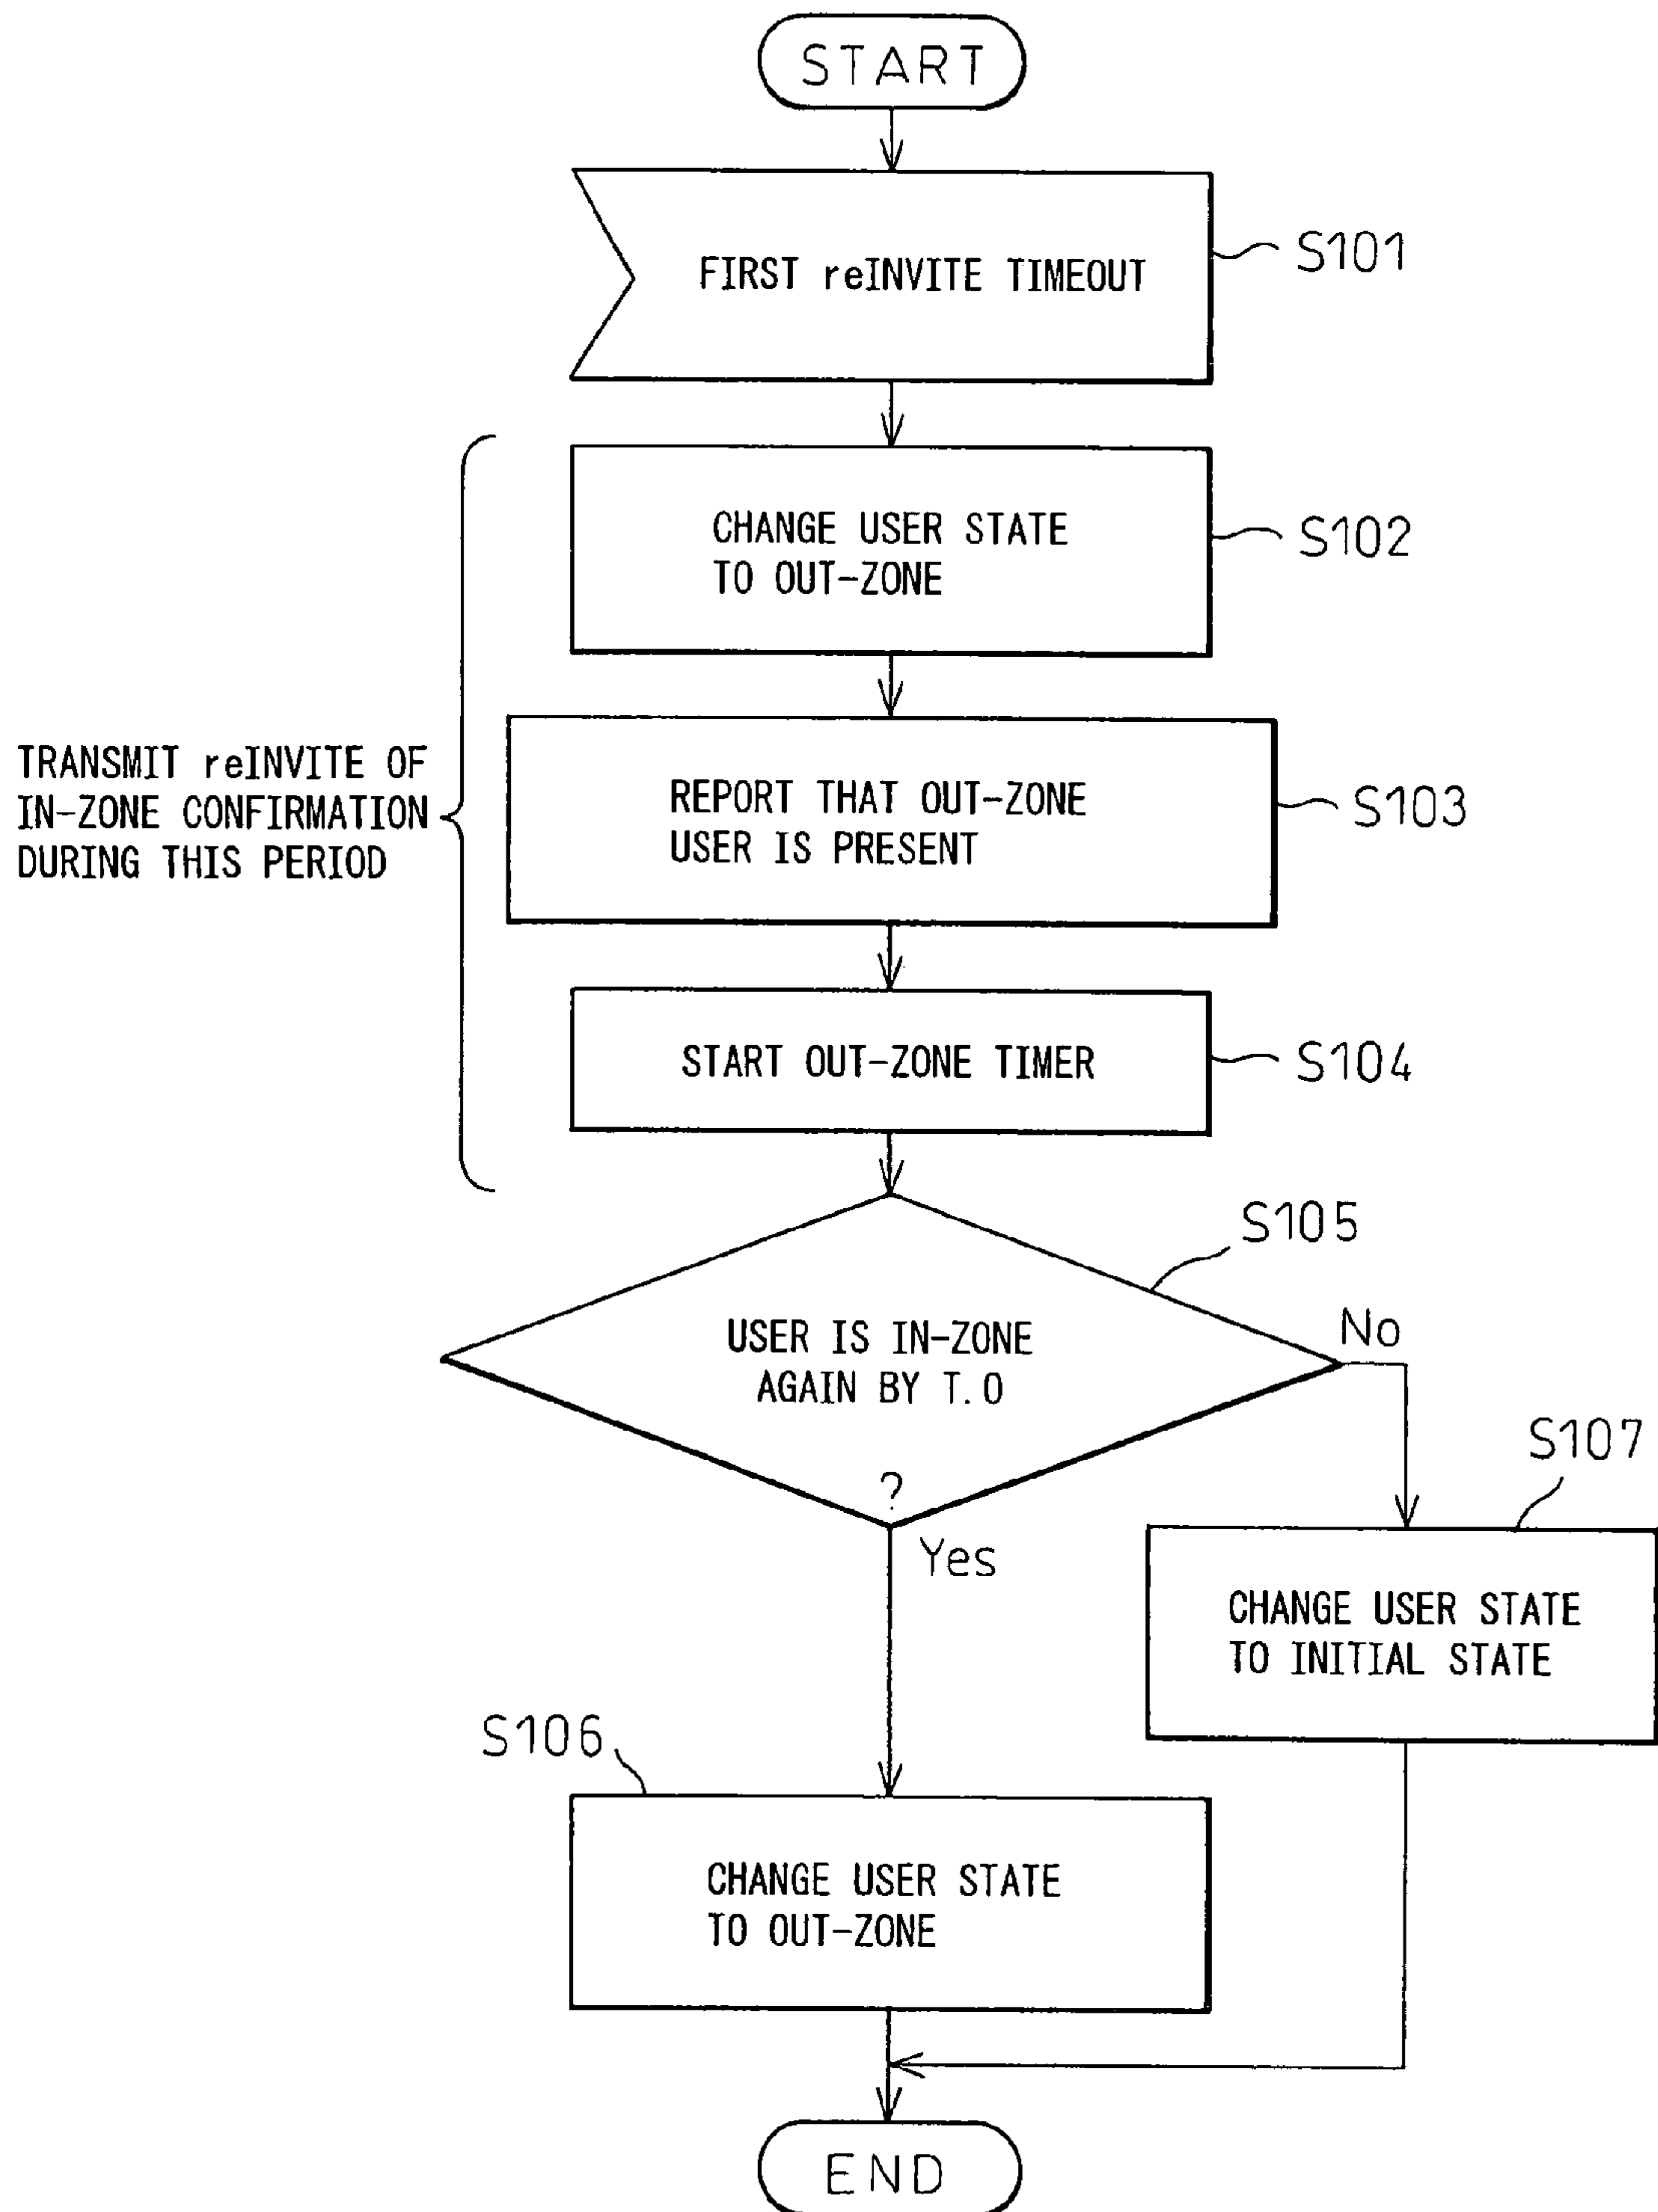 START
FIRST reINVITE TIMEOUT
S101
CHANGE USER STATE
TO OUT-ZONE
S102
TRANSMIT reINVITE OF
IN-ZONE CONFIRMATION
DURING THIS PERIOD
REPORT THAT OUT-ZONE
USER IS PRESENT
S103
START OUT-ZONE TIMER
S104
S105
USER IS IN-ZONE
AGAIN BY T.O
?
No
Yes
S107
CHANGE USER STATE
TO INITIAL STATE
S106
CHANGE USER STATE
TO OUT-ZONE
END